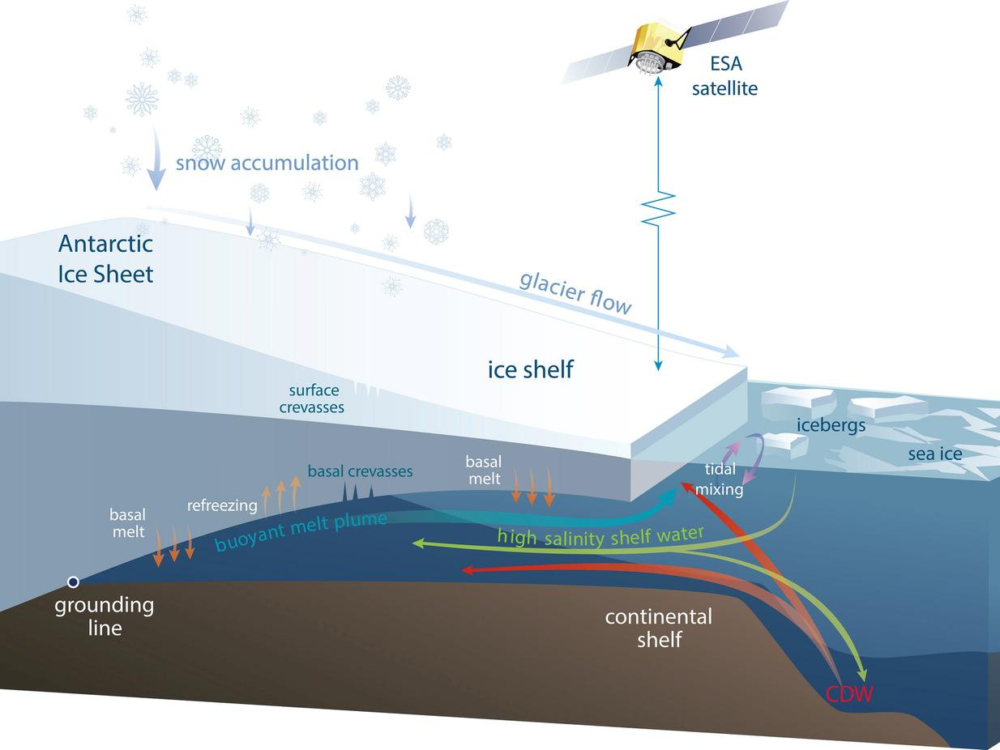 ESA
satellite
snow accumulation
Antarctic
Ice Sheet
glacier flow
ice shelf
surface
crevasses
icebergs
sea ice
basal
melt
basal crevasses
tidal
mixing
refreezing
basal
melt
buoyant melt plume
high salinity shelf water
grounding
line
continental
shelf
CDW